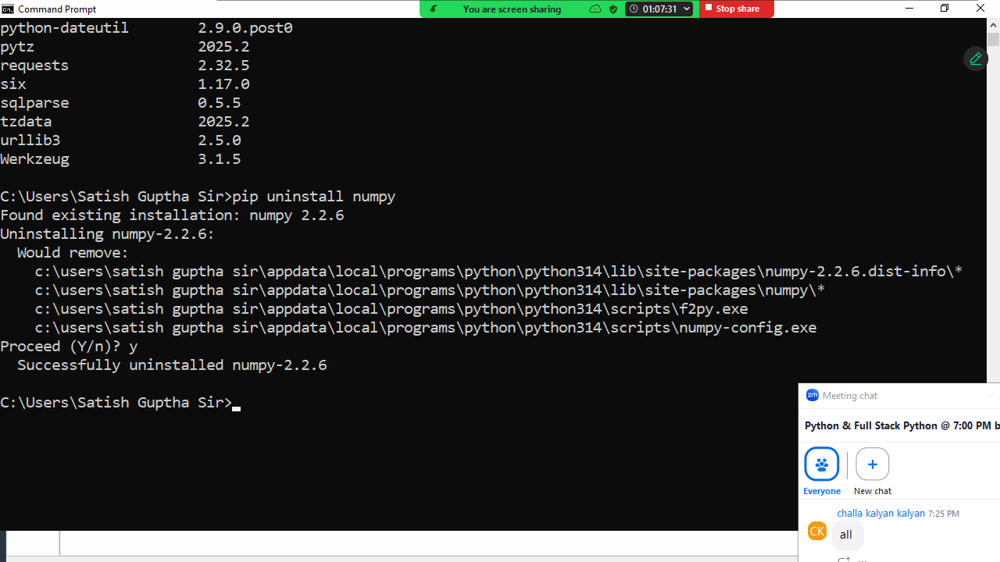 Command Prompt
You are screen sharing
01:07:31
Stop share
python-dateutil 2.9.0.post0
pytz 2025.2
requests 2.32.5
six 1.17.0
sqlparse 0.5.5
tzdata 2025.2
urllib3 2.5.0
Werkzeug 3.1.5
C:\Users\Satish Guptha Sir>pip uninstall numpy
Found existing installation: numpy 2.2.6
Uninstalling numpy-2.2.6:
Would remove:
c:\users\satish guptha sir\appdata\local\programs\python\python314\lib\site-packages\numpy-2.2.6.dist-info\*
c:\users\satish guptha sir\appdata\local\programs\python\python314\lib\site-packages\numpy\*
c:\users\satish guptha sir\appdata\local\programs\python\python314\scripts\f2py.exe
c:\users\satish guptha sir\appdata\local\programs\python\python314\scripts\numpy-config.exe
Proceed (Y/n)? y
Successfully uninstalled numpy-2.2.6
C:\Users\Satish Guptha Sir>
zm Meeting chat
Python & Full Stack Python @ 7:00 PM b
Everyone
New chat
challa kalyan kalyan 7:25 PM
CK
all